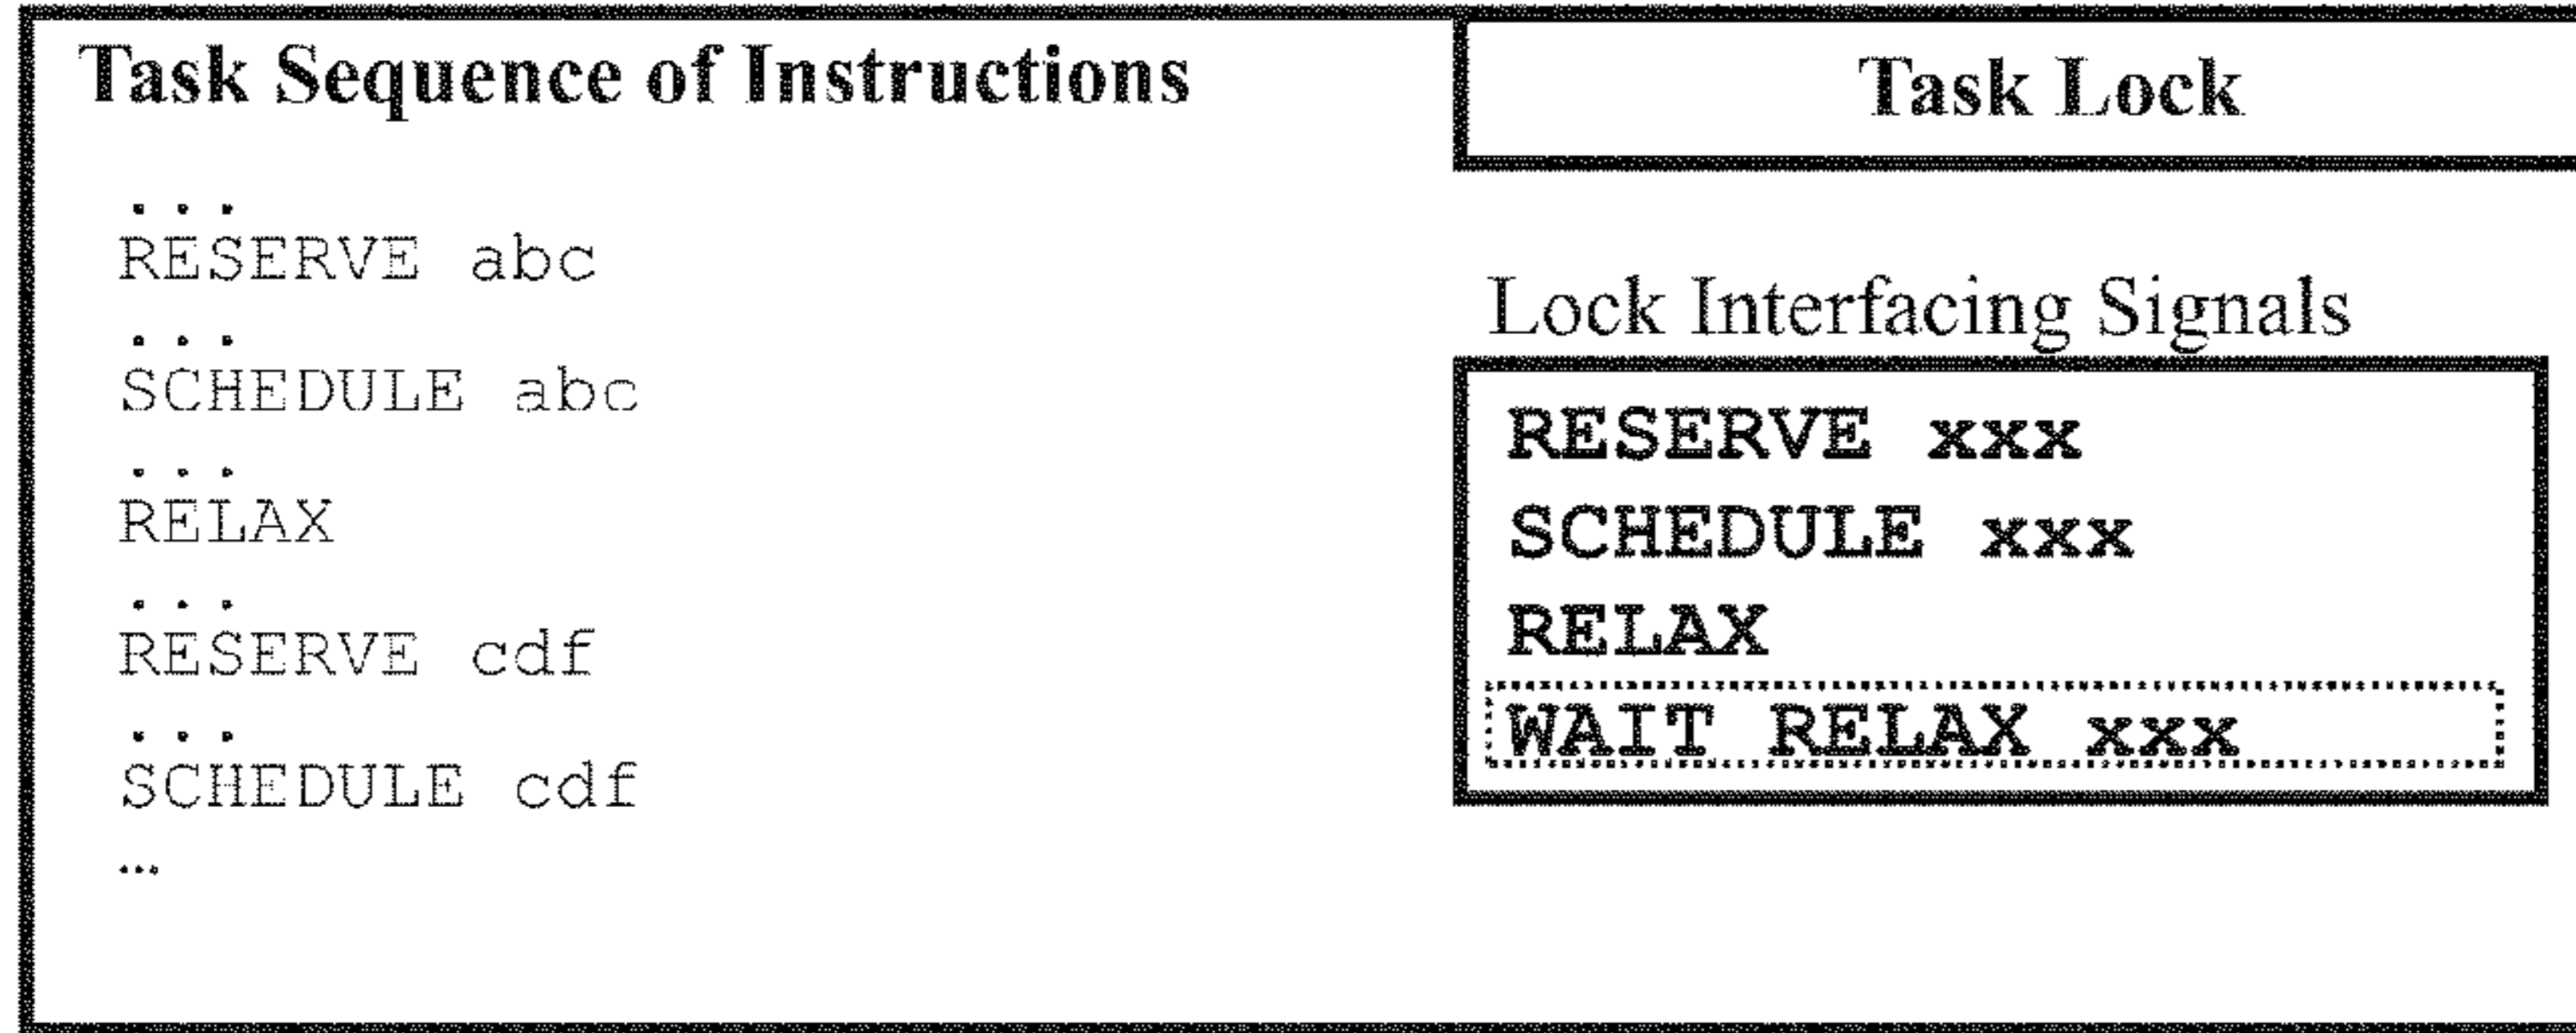 Task Sequence of Instructions
...
RESERVE abc
...
SCHEDULE abc
...
RELAX
...
RESERVE cdf
...
SCHEDULE cdf
...
Task Lock
Lock Interfacing Signals
RESERVE xxx
SCHEDULE xxx
RELAX
WAIT RELAX xxx